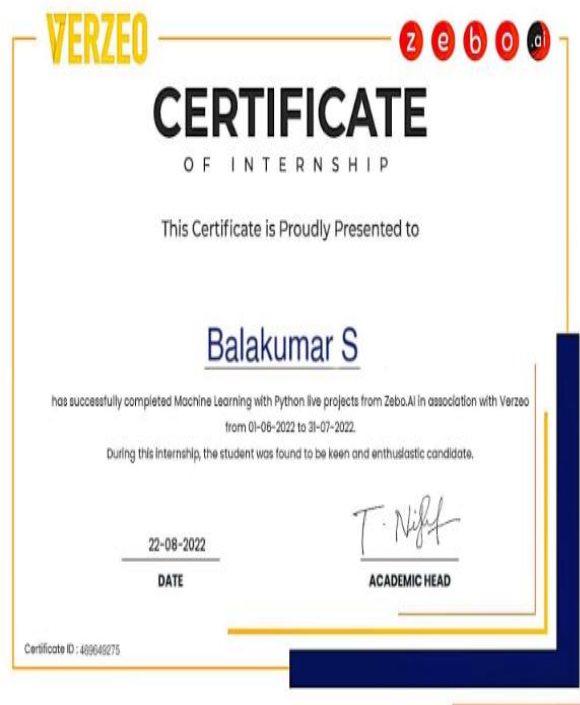 VERZEO
zebo.ai
CERTIFICATE
OF INTERNSHIP
This Certificate is Proudly Presented to
Balakumar S
has successfully completed Machine Learning with Python live projects from Zebo.AI in association with Verzeo
from 01-06-2022 to 31-07-2022.
During this internship, the student was found to be keen and enthusiastic candidate.
22-08-2022
DATE
ACADEMIC HEAD
Certificate ID : 469649275